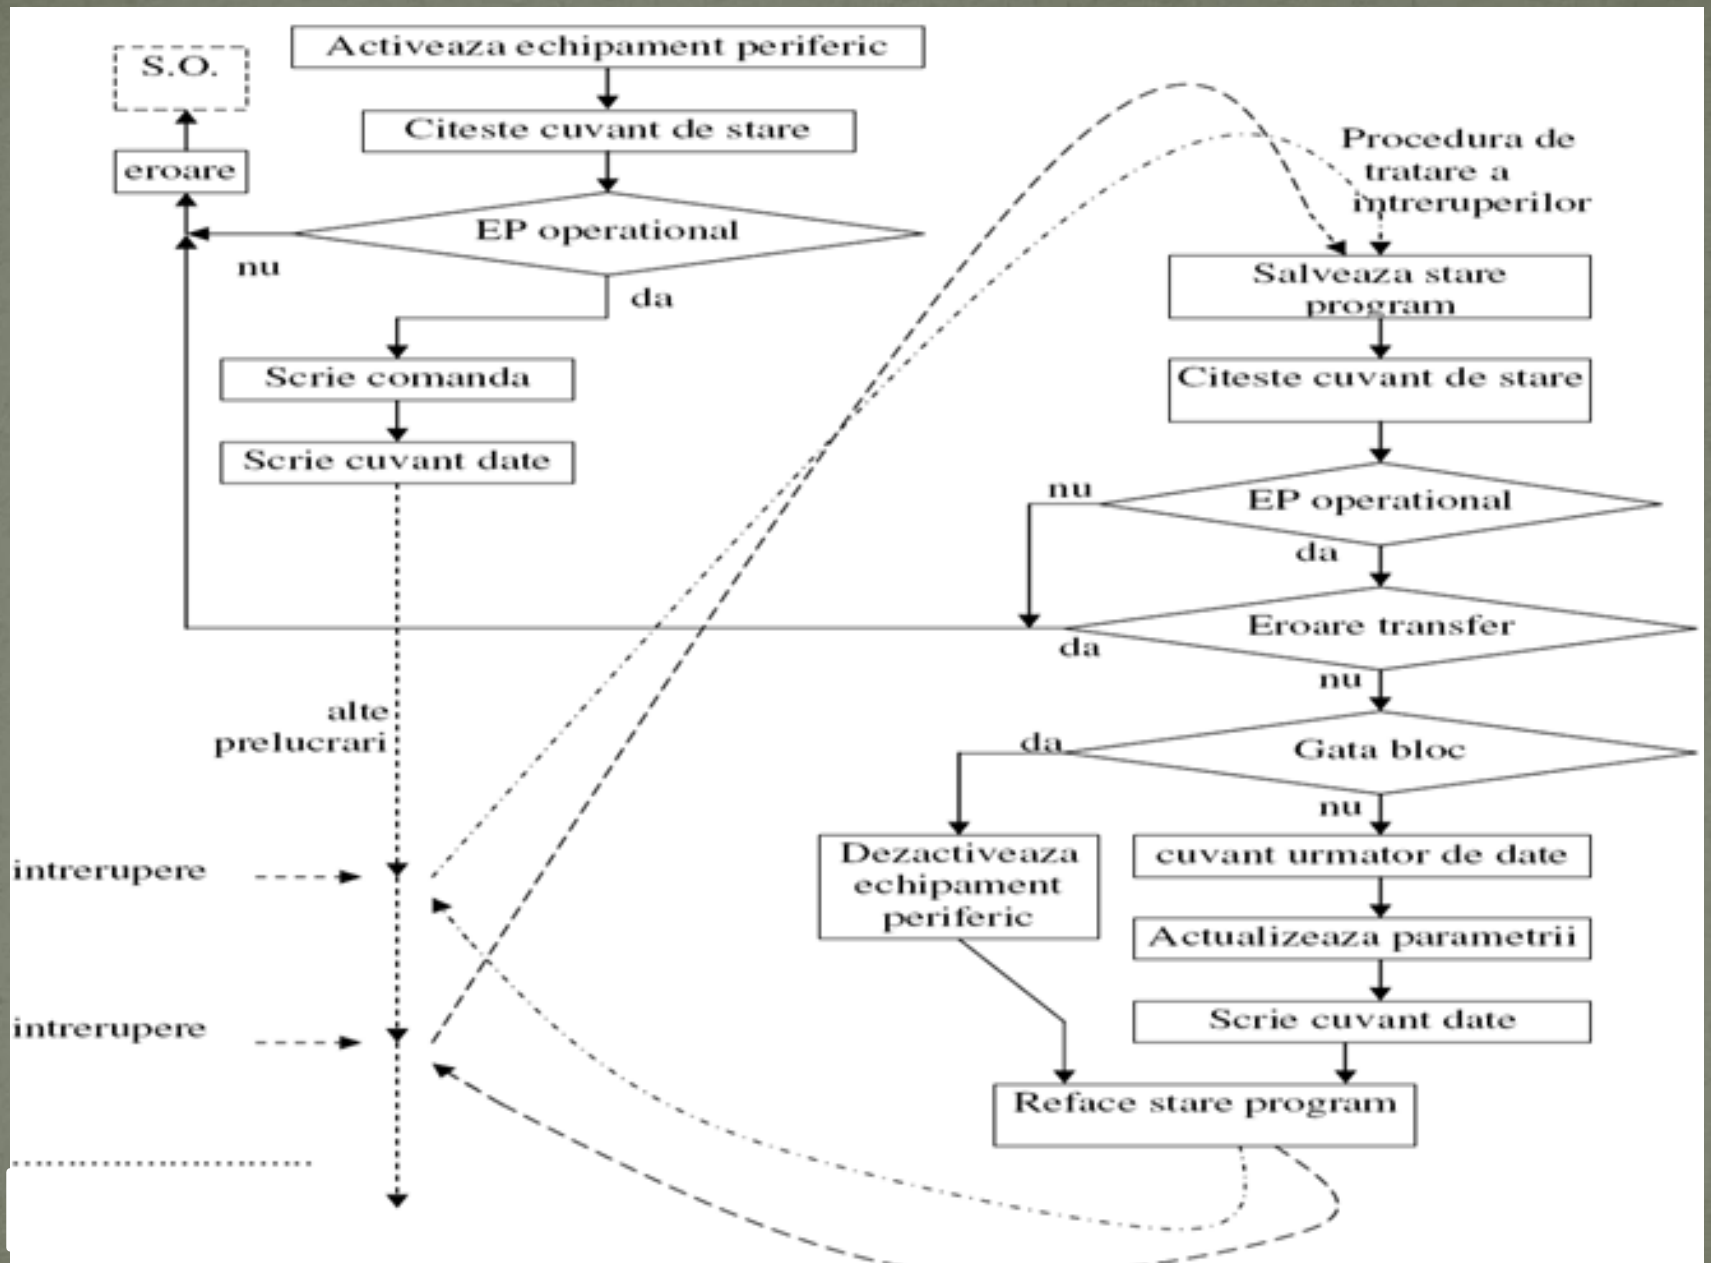 Activeaza echipament periferic
S.O.
Citeste cuvant de stare
eroare
EP operational
nu
da
Scrie comanda
Scrie cuvant date
alte
prelucrari
intrerupere
intrerupere
Procedura de
tratare a
intreruperilor
Salveaza stare
program
Citeste cuvant de stare
EP operational
nu
da
Eroare transfer
da
nu
Gata bloc
da
nu
Dezactiveaza
echipament
periferic
cuvant urmator de date
Actualizeaza parametrii
Scrie cuvant date
Reface stare program